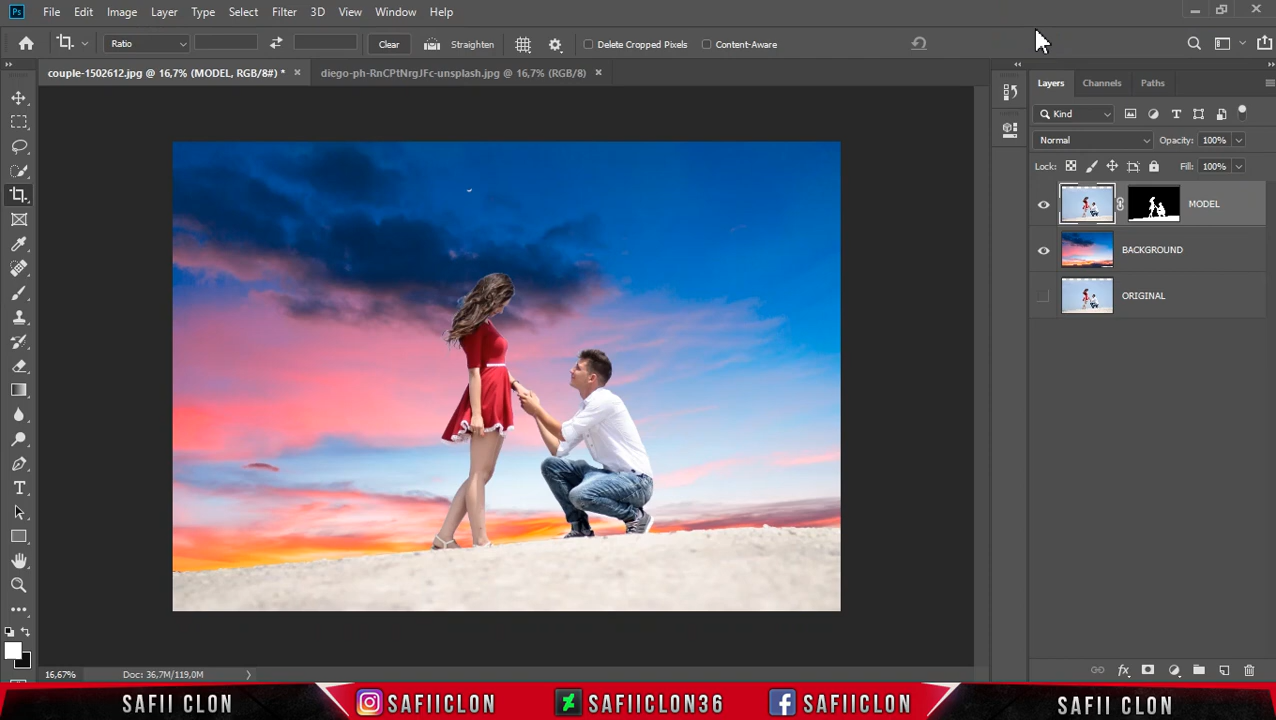 Ps File Edit Image Layer Type Select Filter 3D View Window Help
Ratio Clear Straighten Delete Cropped Pixels Content-Aware
couple-1502612.jpg @ 16,7% (MODEL, RGB/8#) * diego-ph-RnCPtNrgJFc-unsplash.jpg @ 16,7% (RGB/8)
Layers Channels Paths
Kind
Normal Opacity: 100%
Lock: Fill: 100%
MODEL
BACKGROUND
ORIGINAL
16,67% Doc: 36,7M/119,0M
SAFII CLON SAFIICLON SAFIICLON36 SAFIICLON SAFII CLON